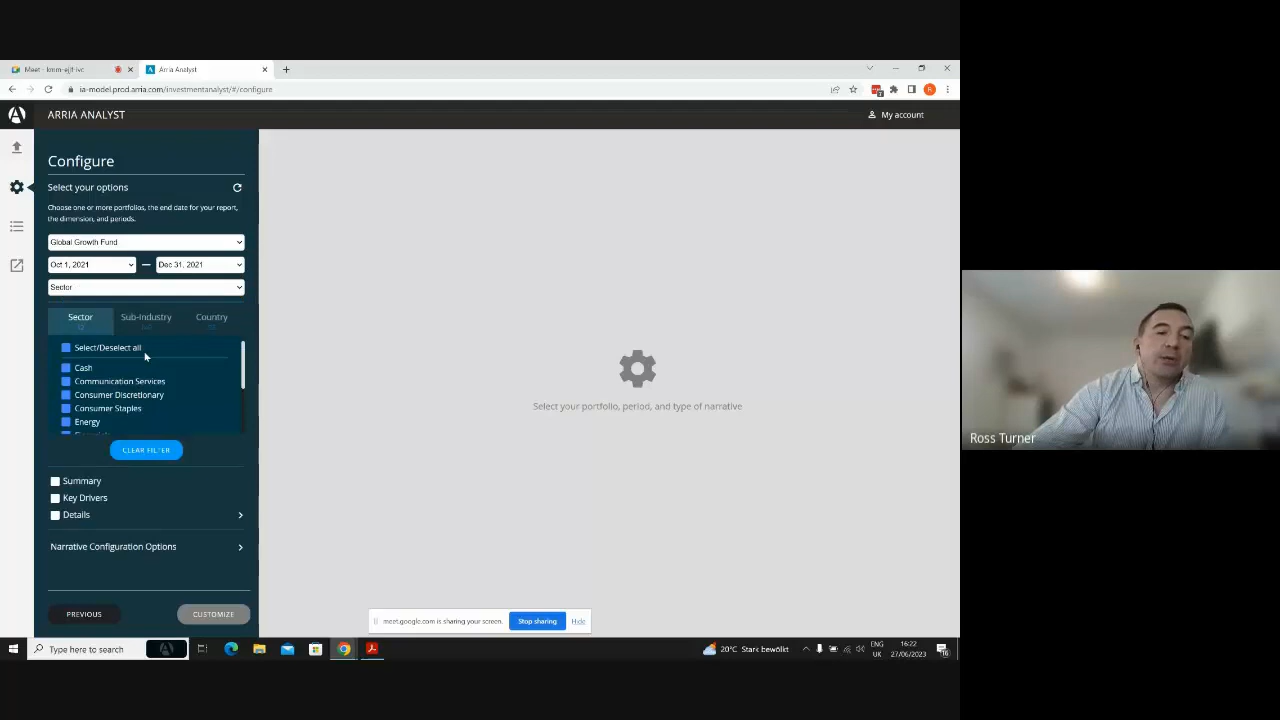 Meet - kmm-ejjf-ivc
Arria Analyst
ia-model.prod.arria.com/investmentanalyst/#/configure
ARRIA ANALYST
My account
Configure
Select your options
Choose one or more portfolios, the end date for your report,
the dimension, and periods.
Global Growth Fund
Oct 1, 2021 — Dec 31, 2021
Sector
Sector Sub-Industry Country
Select/Deselect all
Cash
Communication Services
Consumer Discretionary
Consumer Staples
Energy
CLEAR FILTER
Summary
Key Drivers
Details
Narrative Configuration Options
PREVIOUS CUSTOMIZE
Select your portfolio, period, and type of narrative
Ross Turner
meet.google.com is sharing your screen. Stop sharing Hide
Type here to search
20°C Stark bewölkt
ENG
UK
16:22
27/06/2023